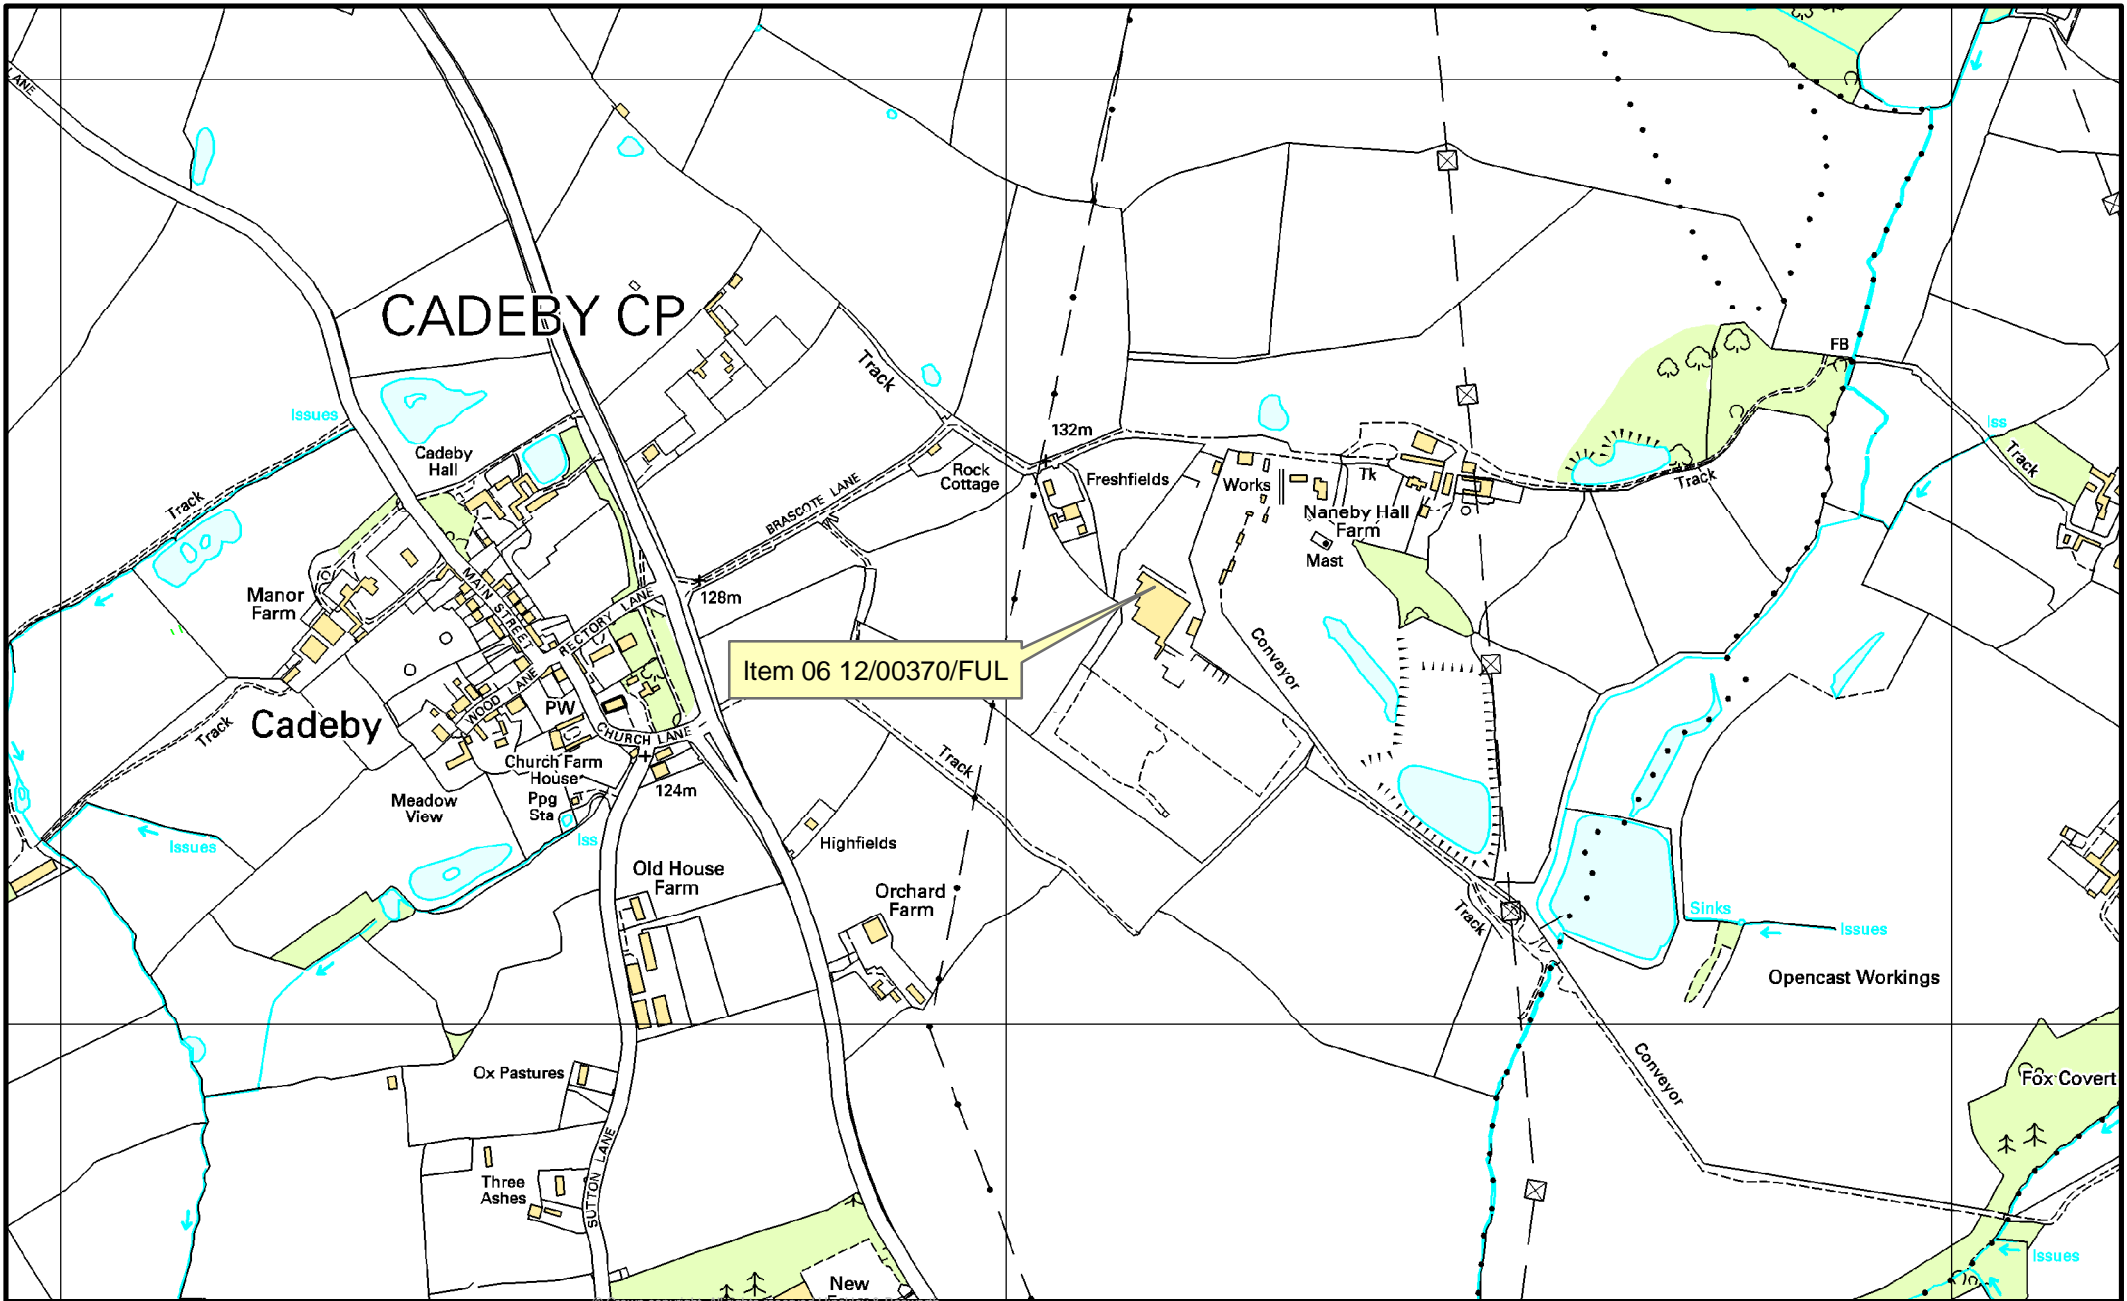 LANE
CADEBY CP
Track
FB
Issues
132m
Iss
Track
Cadeby
Hall
Rock
Cottage
Freshfields
Works
Tk
Track
Track
BRASCOTE LANE
Naneby Hall
Farm
Mast
Manor
Farm
MAIN STREET
RECTORY LANE
128m
Item 06 12/00370/FUL
Conveyor
WOOD LANE
PW
Track
Cadeby
CHURCH LANE
Church Farm
House
Track
124m
Meadow
View
Ppg
Sta
Issues
Iss
Highfields
Old House
Farm
Orchard
Farm
Track
Sinks
Issues
Opencast Workings
Ox Pastures
Conveyor
Fox Covert
SUTTON LANE
Three
Ashes
Issues
New